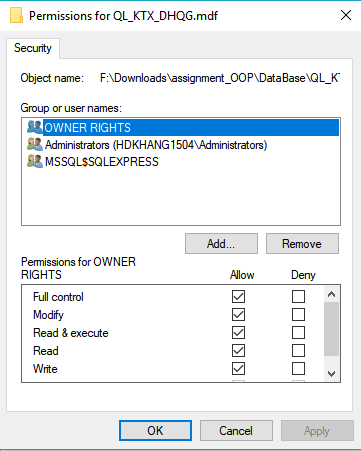 Permissions for QL_KTX_DHQG.mdf
Security
Object name: F:\Downloads\assignment_OOP\DataBase\QL_KT
Group or user names:
OWNER RIGHTS
Administrators (HDKHANG1504\Administrators)
MSSQL$SQLEXPRESS
Add... Remove
Permissions for OWNER
RIGHTS Allow Deny
Full control
Modify
Read & execute
Read
Write
OK Cancel Apply